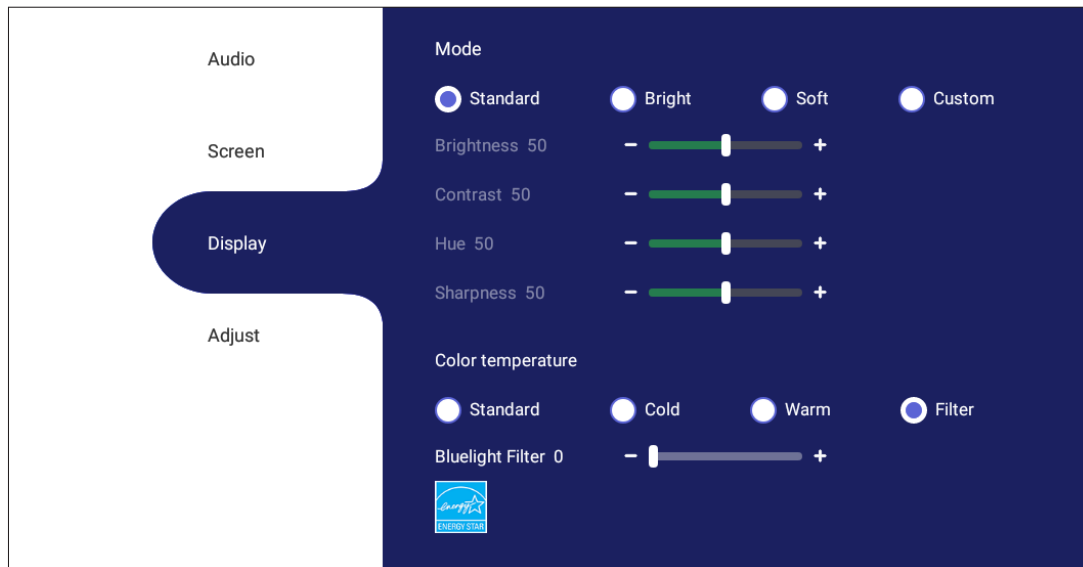 Audio
Screen
Display
Adjust
Mode
Standard Bright Soft Custom
Brightness 50 - +
Contrast 50 - +
Hue 50 - +
Sharpness 50 - +
Color temperature
Standard Cold Warm Filter
Bluelight Filter 0 - +
energy
ENERGY STAR